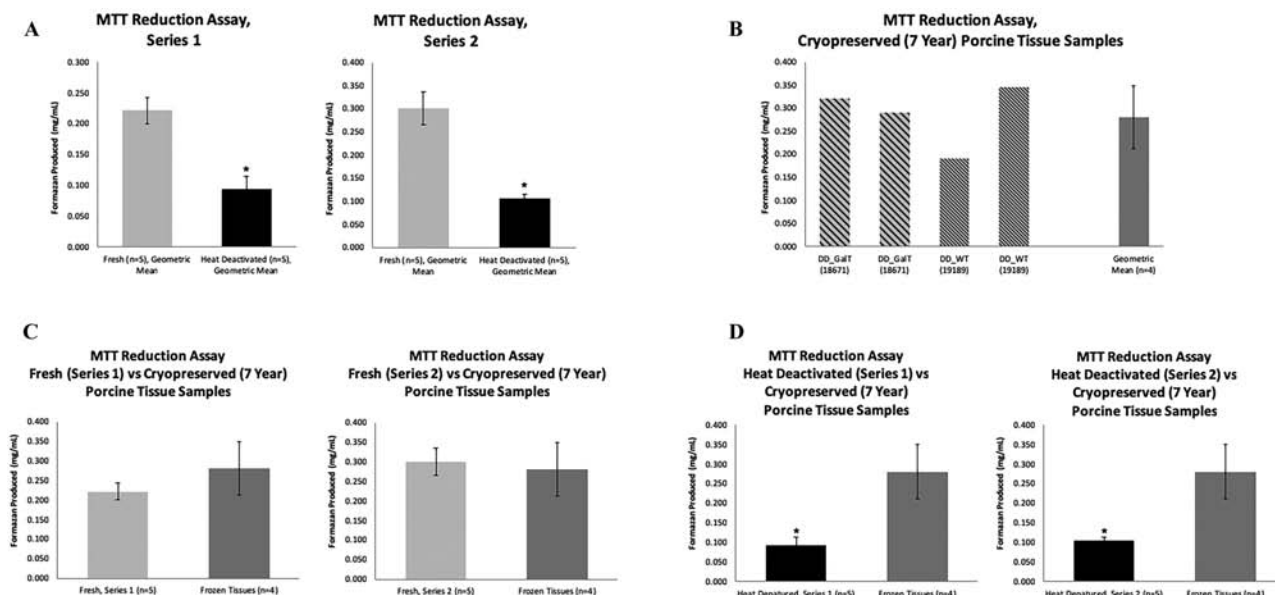 A
MTT Reduction Assay,
Series 1
Formazan Produced (mg/mL)
0.300
0.250
0.200
0.150
0.100
0.050
0.000
*
Fresh (n=5), Geometric
Mean
Heat Deactivated (n=5),
Geometric Mean
MTT Reduction Assay,
Series 2
Formazan Produced (mg/mL)
0.400
0.350
0.300
0.250
0.200
0.150
0.100
0.050
0.000
*
Fresh (n=5), Geometric
Mean
Heat Deactivated (n=5),
Geometric Mean
B
MTT Reduction Assay,
Cryopreserved (7 Year) Porcine Tissue Samples
Formazan Produced (mg/mL)
0.400
0.350
0.300
0.250
0.200
0.150
0.100
0.050
0.000
DD_GalT
(18671)
DD_GalT
(18671)
DD_WT
(19189)
DD_WT
(19189)
Geometric
Mean (n=4)
C
MTT Reduction Assay
Fresh (Series 1) vs Cryopreserved (7 Year)
Porcine Tissue Samples
Formazan Produced (mg/mL)
0.400
0.350
0.300
0.250
0.200
0.150
0.100
0.050
0.000
Fresh, Series 1 (n=5)
Frozen Tissues (n=4)
MTT Reduction Assay
Fresh (Series 2) vs Cryopreserved (7 Year)
Porcine Tissue Samples
Formazan Produced (mg/mL)
0.400
0.350
0.300
0.250
0.200
0.150
0.100
0.050
0.000
Fresh, Series 2 (n=5)
Frozen Tissues (n=4)
D
MTT Reduction Assay
Heat Deactivated (Series 1) vs
Cryopreserved (7 Year)
Porcine Tissue Samples
Formazan Produced (mg/mL)
0.400
0.350
0.300
0.250
0.200
0.150
0.100
0.050
0.000
*
Heat Denatured, Series 1 (n=5)
Frozen Tissues (n=4)
MTT Reduction Assay
Heat Deactivated (Series 2) vs
Cryopreserved (7 Year)
Porcine Tissue Samples
Formazan Produced (mg/mL)
0.400
0.350
0.300
0.250
0.200
0.150
0.100
0.050
0.000
*
Heat Denatured, Series 2 (n=5)
Frozen Tissues (n=4)